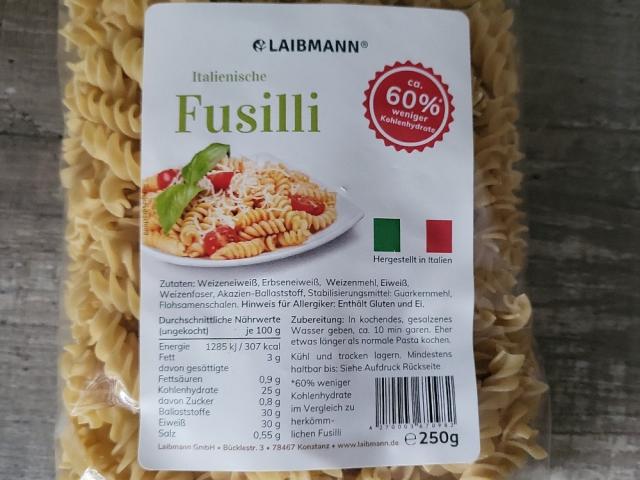 LAIBMANN®
Italienische
Fusilli
ca.
60%
weniger
Kohlenhydrate
Hergestellt in Italien
Zutaten: Weizeneiweiß, Erbseneiweiß, Weizenmehl, Eiweiß,
Weizenfaser, Akazien-Ballaststoff, Stabilisierungsmittel: Guarkernmehl,
Flohsamenschalen. Hinweis für Allergiker: Enthält Gluten und Ei.
Durchschnittliche Nährwerte
(ungekocht) je 100 g
Energie 1285 kJ / 307 kcal
Fett 3 g
davon gesättigte
Fettsäuren 0,9 g
Kohlenhydrate 25 g
davon Zucker 0,8 g
Ballaststoffe 30 g
Eiweiß 30 g
Salz 0,55 g
Zubereitung: In kochendes, gesalzenes
Wasser geben, ca. 10 min garen. Eher
etwas länger als normale Pasta kochen.
Kühl und trocken lagern. Mindestens
haltbar bis: Siehe Aufdruck Rückseite
*60% weniger
Kohlenhydrate
im Vergleich zu
herkömm-
lichen Fusilli
e 250g
Laibmann GmbH • Bücklestr. 3 • 78467 Konstanz • www.laibmann.de